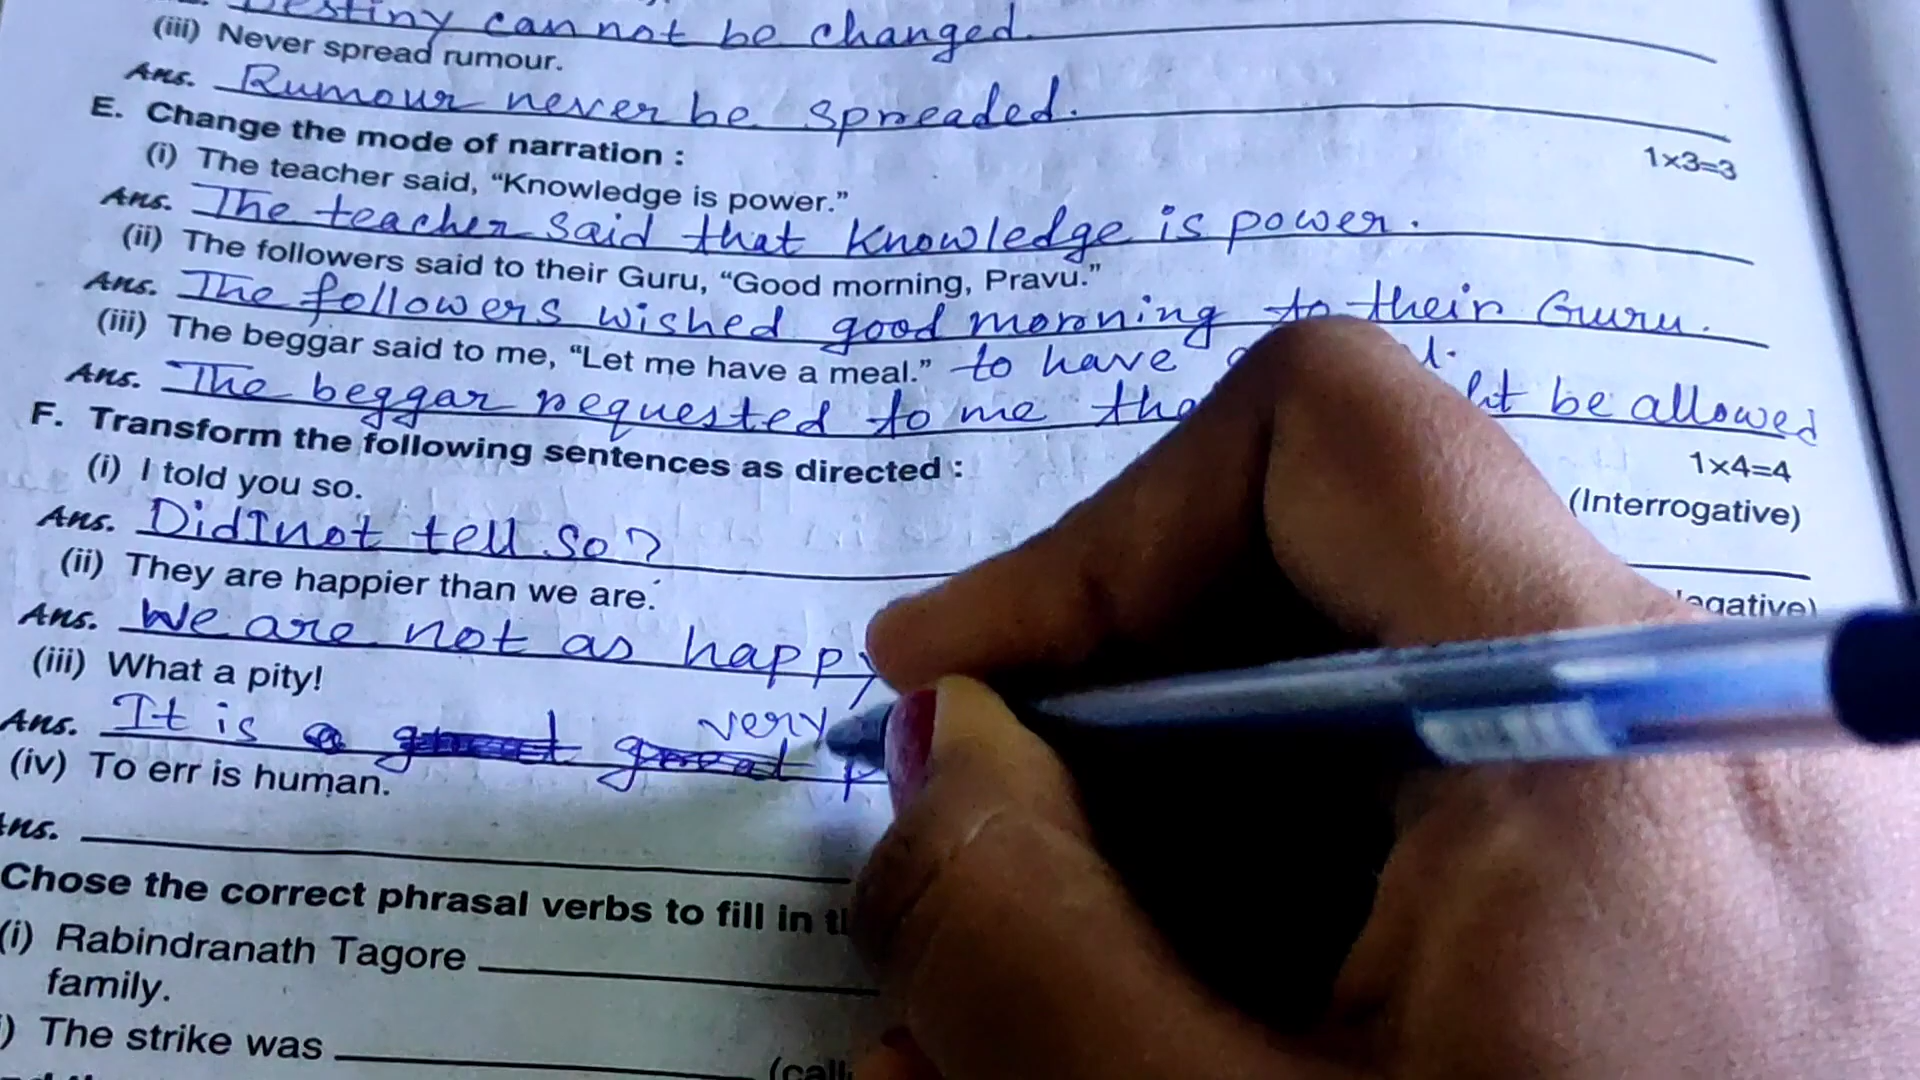 Destiny cannot be changed.
(iii) Never spread rumour.
Ans. Rumour never be spreaded.
E. Change the mode of narration :
1×3=3
(i) The teacher said, “Knowledge is power.”
Ans. The teacher said that knowledge is power.
(ii) The followers said to their Guru, “Good morning, Pravu.”
Ans. The followers wished good morning to their Guru.
(iii) The beggar said to me, “Let me have a meal.” to have
Ans. The beggar requested to me be allowed
F. Transform the following sentences as directed :
1×4=4
(i) I told you so.
(Interrogative)
Ans. Did I not tell so?
(ii) They are happier than we are.
Ans. We are not as happy
(iii) What a pity!
Ans. It is a very
(iv) To err is human.
Ans.
Chose the correct phrasal verbs to fill in
(i) Rabindranath Tagore
family.
) The strike was